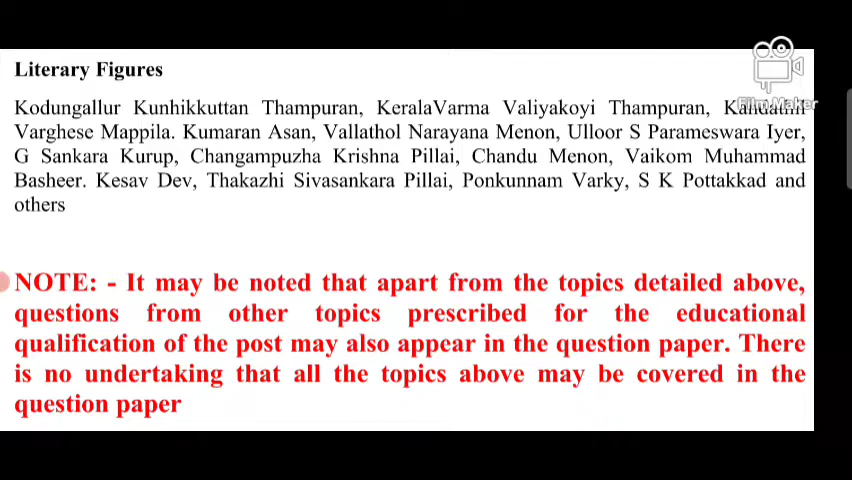 Literary Figures
Kodungallur Kunhikkuttan Thampuran, KeralaVarma Valiyakoyi Thampuran, Kandathil
Varghese Mappila. Kumaran Asan, Vallathol Narayana Menon, Ulloor S Parameswara Iyer,
G Sankara Kurup, Changampuzha Krishna Pillai, Chandu Menon, Vaikom Muhammad
Basheer. Kesav Dev, Thakazhi Sivasankara Pillai, Ponkunnam Varky, S K Pottakkad and
others
NOTE: - It may be noted that apart from the topics detailed above,
questions from other topics prescribed for the educational
qualification of the post may also appear in the question paper. There
is no undertaking that all the topics above may be covered in the
question paper
Film Maker